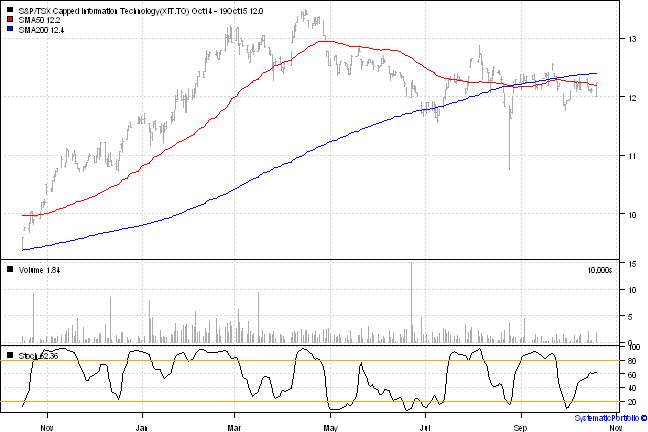 S&P/TSX Capped Information Technology(XIT.TO) Oct14 - 19Oct15 12.0
SMA50 12.2
SMA200 12.4
13
12
11
10
Volume 1.84
10,000s
15
10
5
0
Stoch 62.36
100
80
60
40
20
Nov
Jan
Mar
May
Jul
Sep
Nov
SystematicPortfolio ©